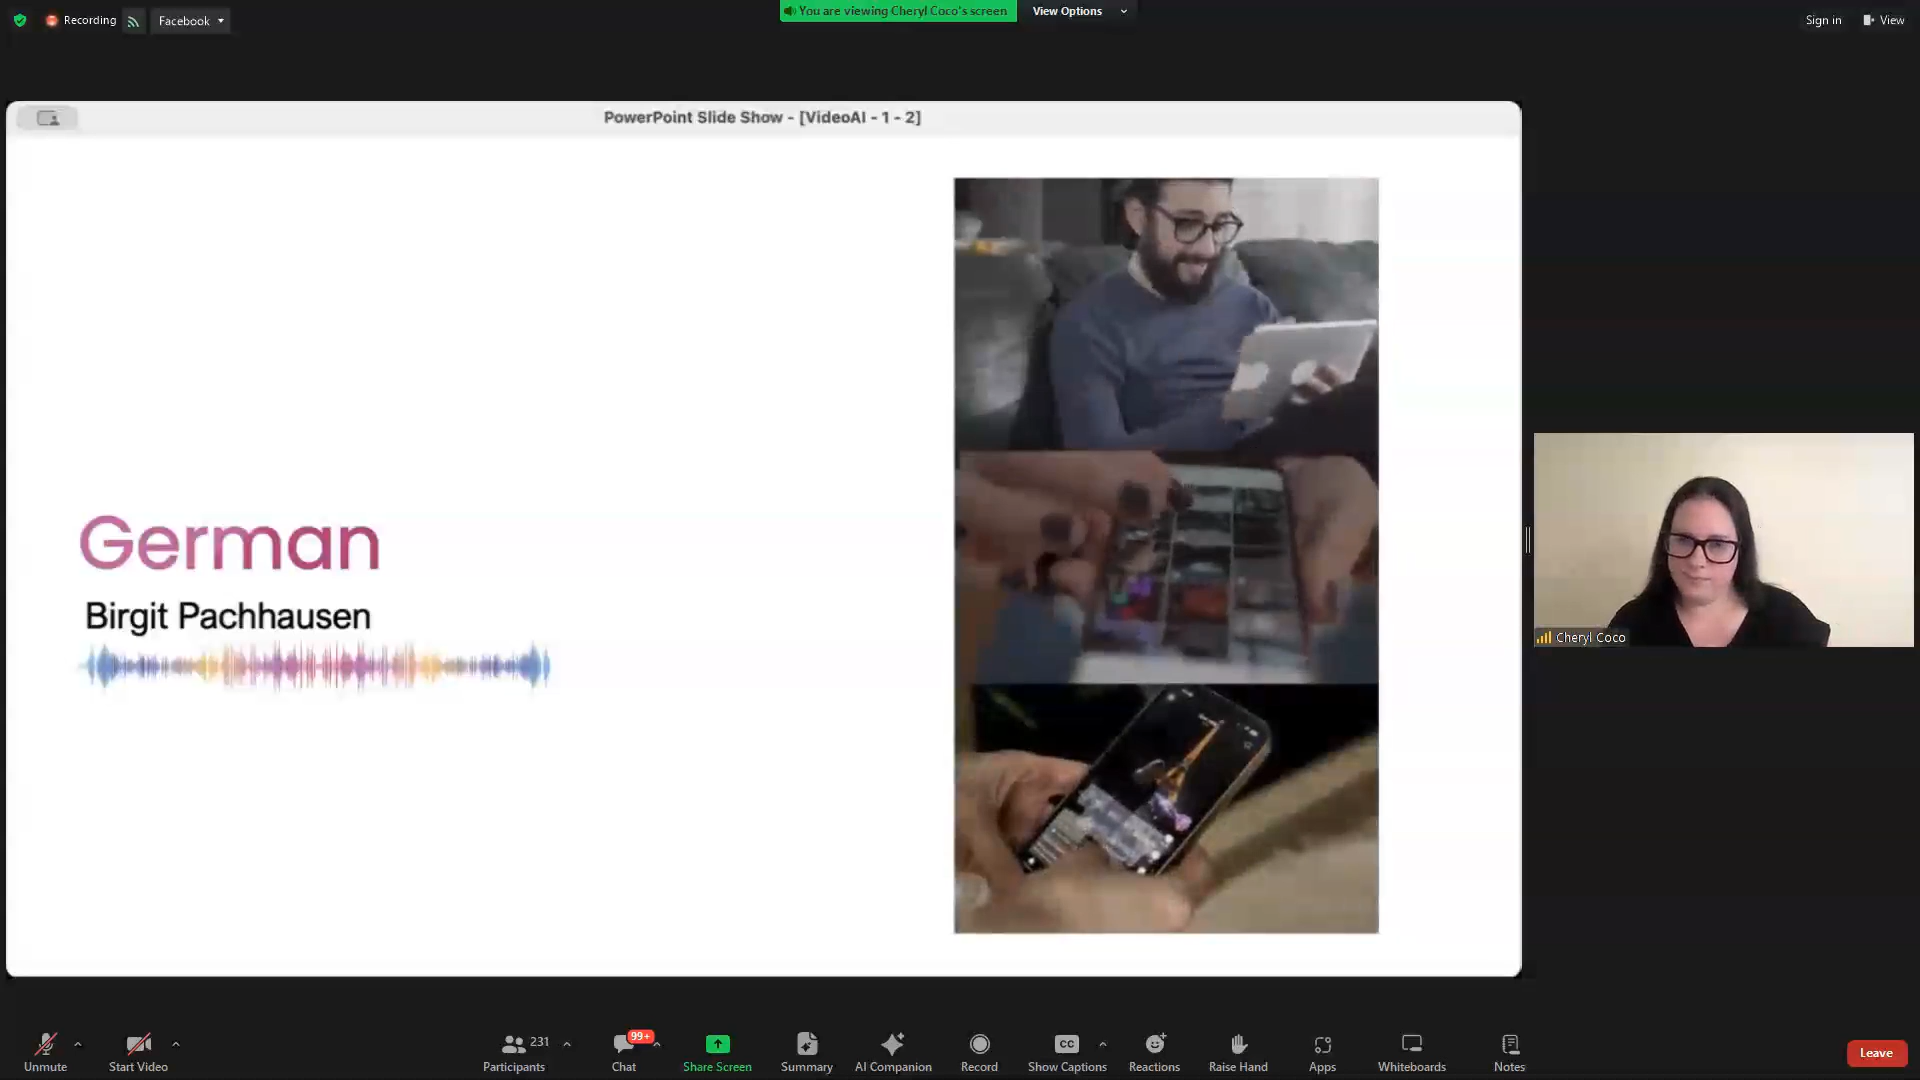 Recording
Facebook
You are viewing Cheryl Coco's screen
View Options
Sign in
View
PowerPoint Slide Show - [VideoAI - 1 - 2]
German
Birgit Pachhausen
Cheryl Coco
Unmute
Start Video
231
Participants
99+
Chat
Share Screen
Summary
AI Companion
Record
CC
Show Captions
Reactions
Raise Hand
Apps
Whiteboards
Notes
Leave